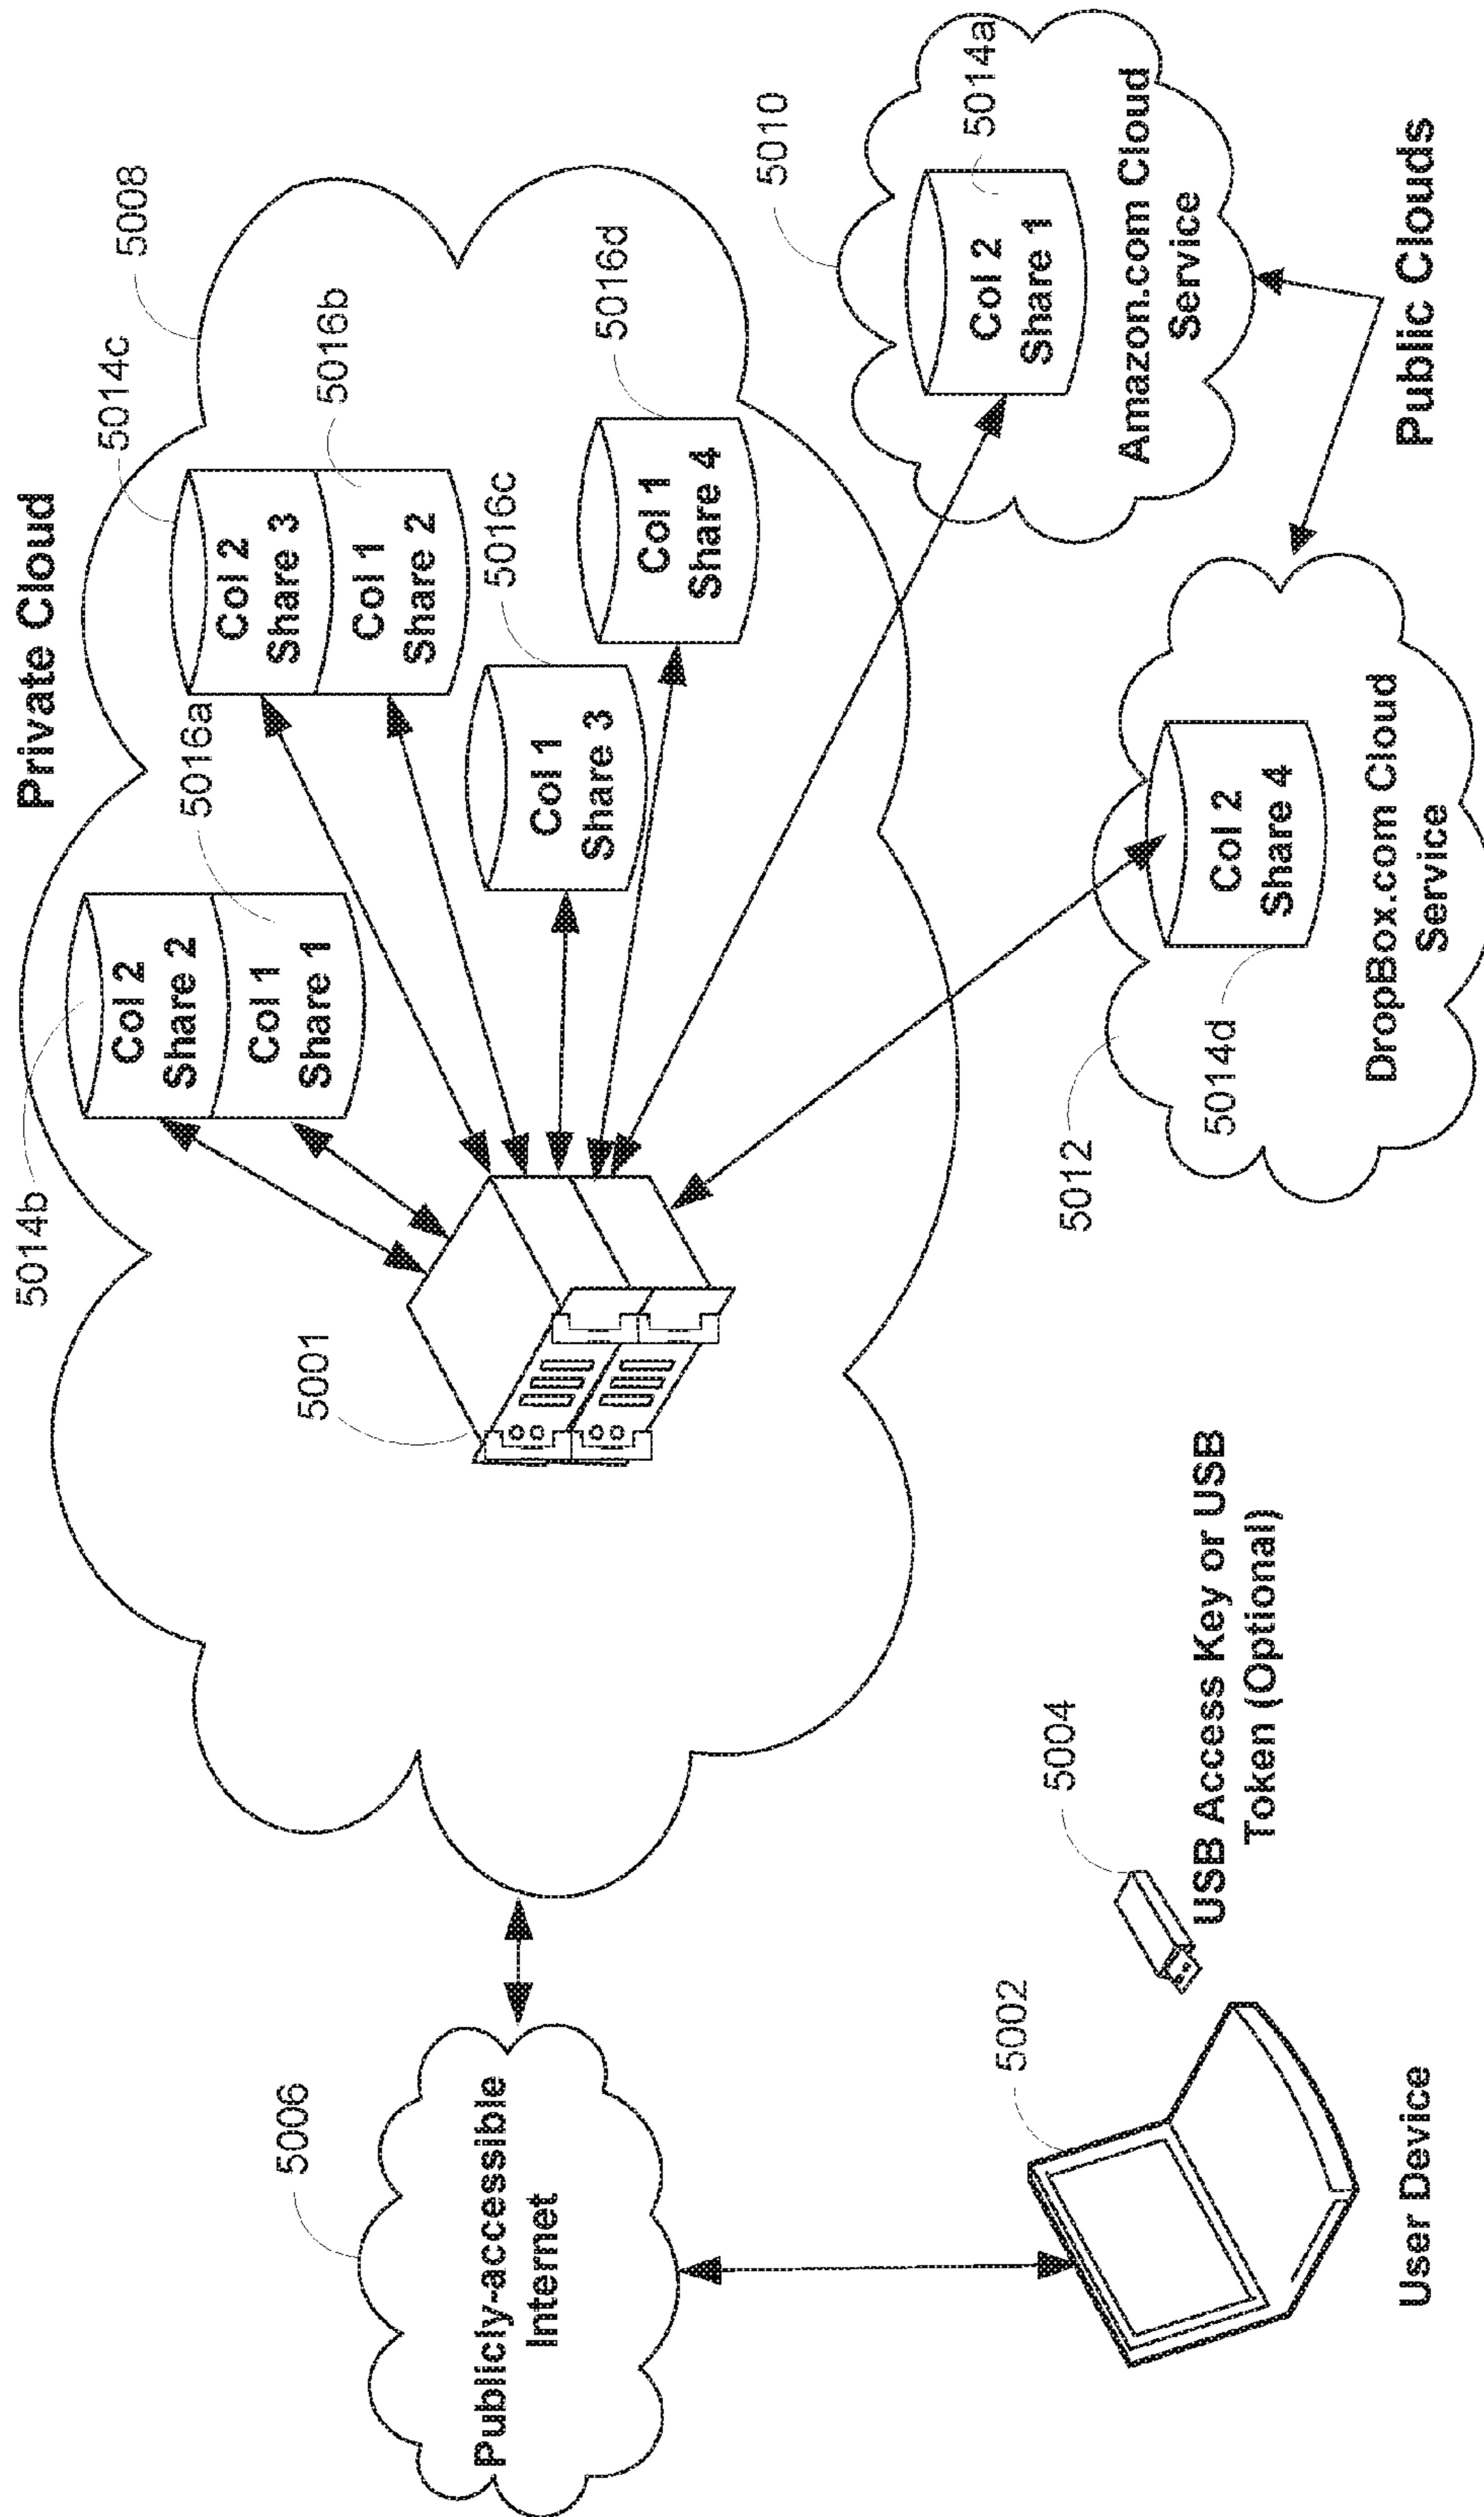 Private Cloud
5008
5014c
5016b
5016d
5014b
5016a
5016c
Col 2
Share 2
Col 1
Share 1
Col 2
Share 3
Col 1
Share 2
Col 1
Share 3
Col 1
Share 4
5001
5006
Publicly-accessible
Internet
5010
Col 2
Share 1
5014a
Amazon.com Cloud
Service
5012
Col 2
Share 4
5014d
DropBox.com Cloud
Service
Public Clouds
5002
User Device
5004
USB Access Key or USB
Token (Optional)